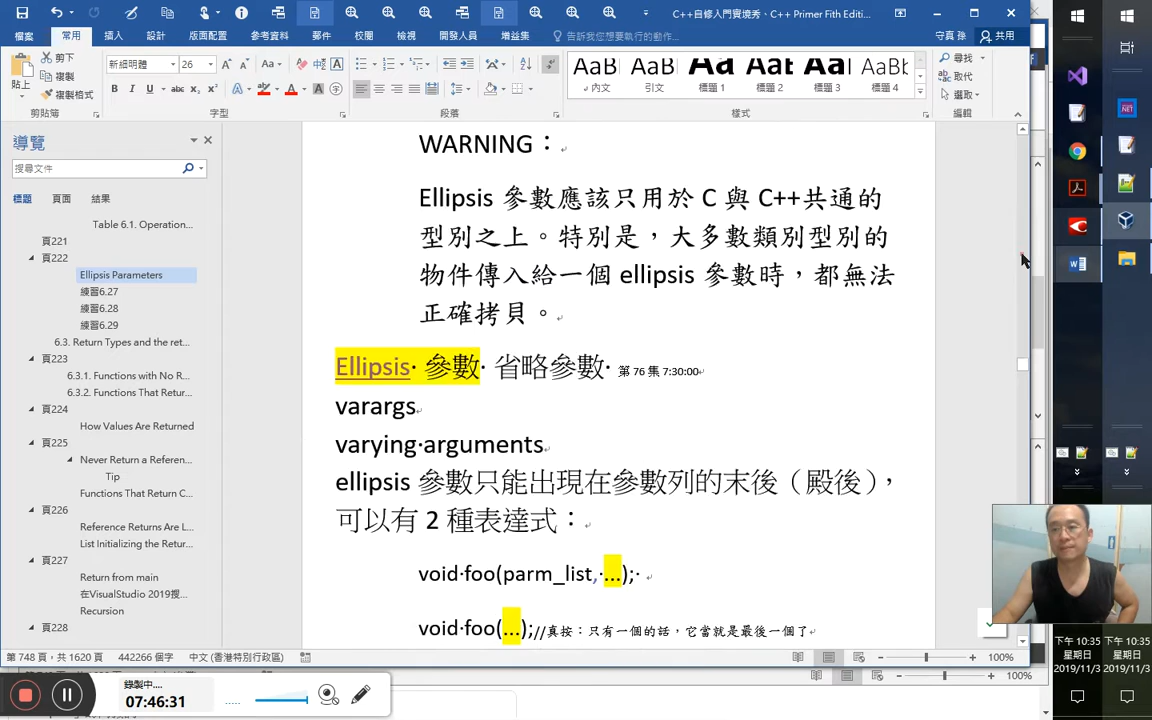 C++自修入門實境秀、C++ Primer Fith Editi...
檔案
常用
插入
設計
版面配置
參考資料
郵件
校閱
檢視
開發人員
增益集
告訴我您想要執行的動作...
守真 孫
共用
貼上
剪下
複製
複製格式
剪貼簿
新細明體
26
字型
段落
AaB AaB AaB AaB AaB AaBb
內文
引文
標題 1
標題 2
標題 3
標題 4
樣式
尋找
取代
選取
編輯
導覽
搜尋文件
標題
頁面
結果
Table 6.1. Operation...
頁221
頁222
Ellipsis Parameters
練習6.27
練習6.28
練習6.29
6.3. Return Types and the ret...
頁223
6.3.1. Functions with No R...
6.3.2. Functions That Retur...
頁224
How Values Are Returned
頁225
Never Return a Referen...
Tip
Functions That Return C...
頁226
Reference Returns Are L...
List Initializing the Retur...
頁227
Return from main
在VisualStudio 2019搜...
Recursion
頁228
WARNING：
Ellipsis 參數應該只用於 C 與 C++共通的
型別之上。特別是，大多數類別型別的
物件傳入給一個 ellipsis 參數時，都無法
正確拷貝。
Ellipsis· 參數· 省略參數· 第 76 集 7:30:00
varargs
varying·arguments
ellipsis 參數只能出現在參數列的末後（殿後），
可以有 2 種表達式：
void·foo(parm_list,·...);·
void·foo(...);//真按：只有一個的話，它當就是最後一個了
第 748 頁，共 1620 頁
442266 個字
中文 (香港特別行政區)
100%
100%
錄製中....
07:46:31
下午 10:35
星期日
2019/11/3
下午 10:35
星期日
2019/11/3